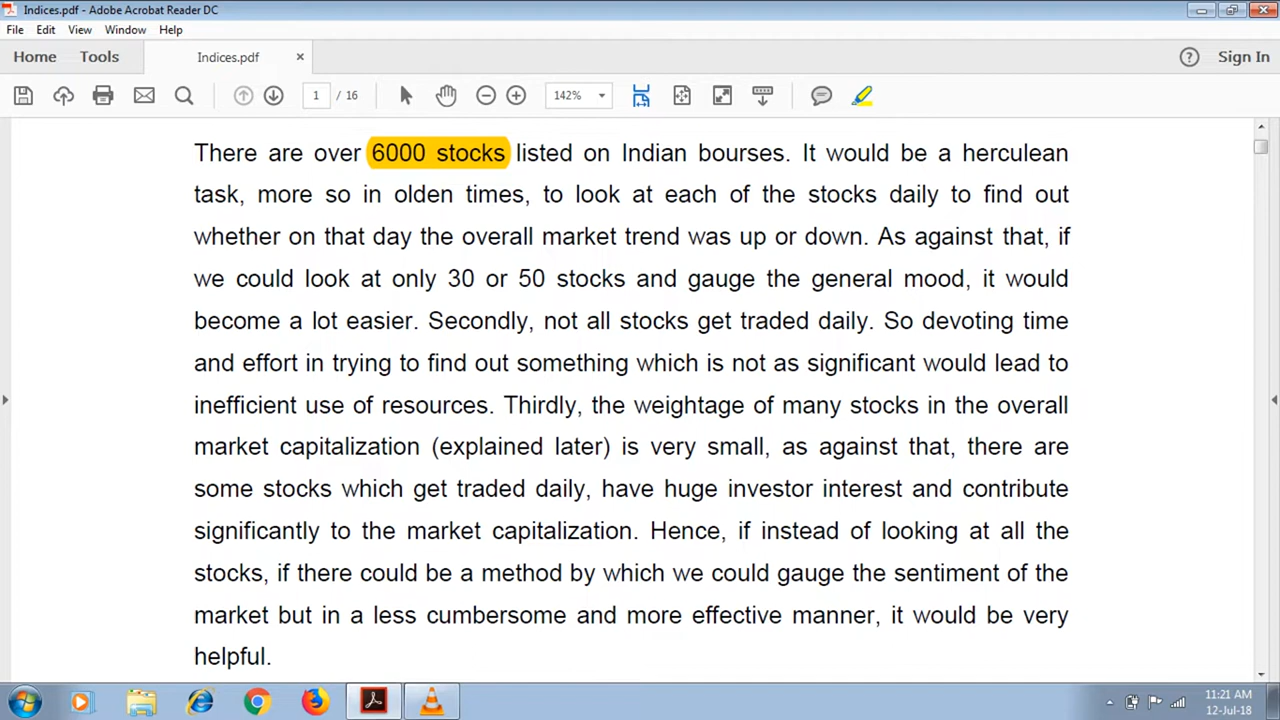 Indices.pdf - Adobe Acrobat Reader DC
File Edit View Window Help
Home Tools Indices.pdf × ? Sign In
1 / 16 142%
There are over 6000 stocks listed on Indian bourses. It would be a herculean
task, more so in olden times, to look at each of the stocks daily to find out
whether on that day the overall market trend was up or down. As against that, if
we could look at only 30 or 50 stocks and gauge the general mood, it would
become a lot easier. Secondly, not all stocks get traded daily. So devoting time
and effort in trying to find out something which is not as significant would lead to
inefficient use of resources. Thirdly, the weightage of many stocks in the overall
market capitalization (explained later) is very small, as against that, there are
some stocks which get traded daily, have huge investor interest and contribute
significantly to the market capitalization. Hence, if instead of looking at all the
stocks, if there could be a method by which we could gauge the sentiment of the
market but in a less cumbersome and more effective manner, it would be very
helpful.
11:21 AM
12-Jul-18